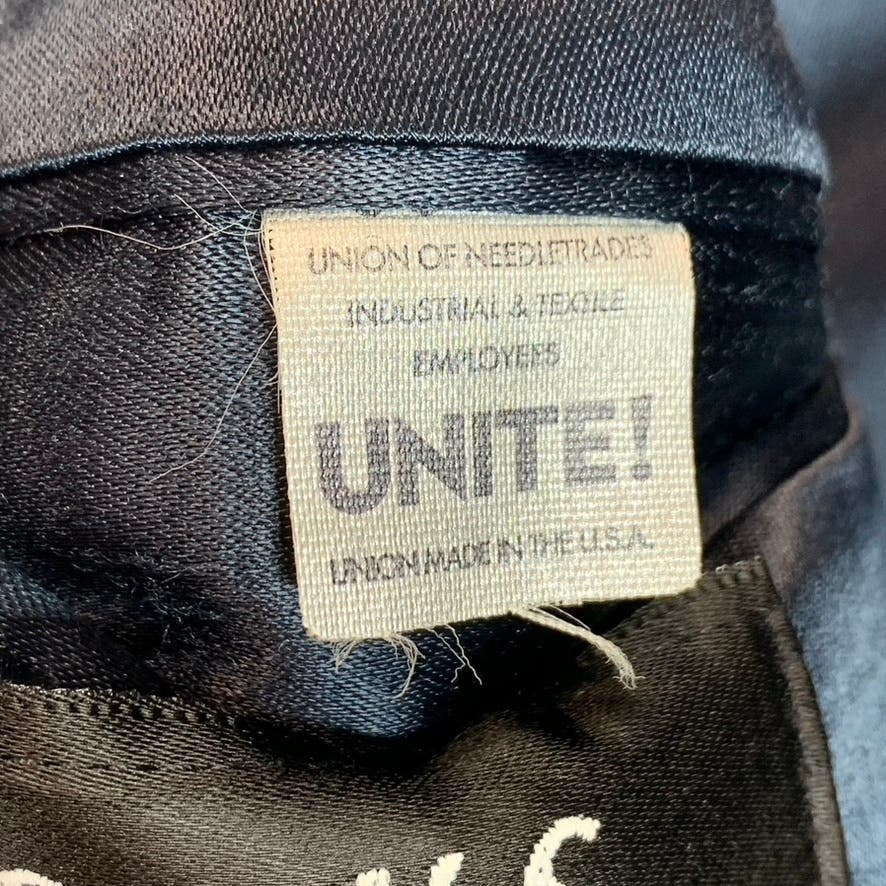 UNION OF NEEDLETRADES
INDUSTRIAL & TEXTILE
EMPLOYEES
UNITE!
UNION MADE IN THE U.S.A.